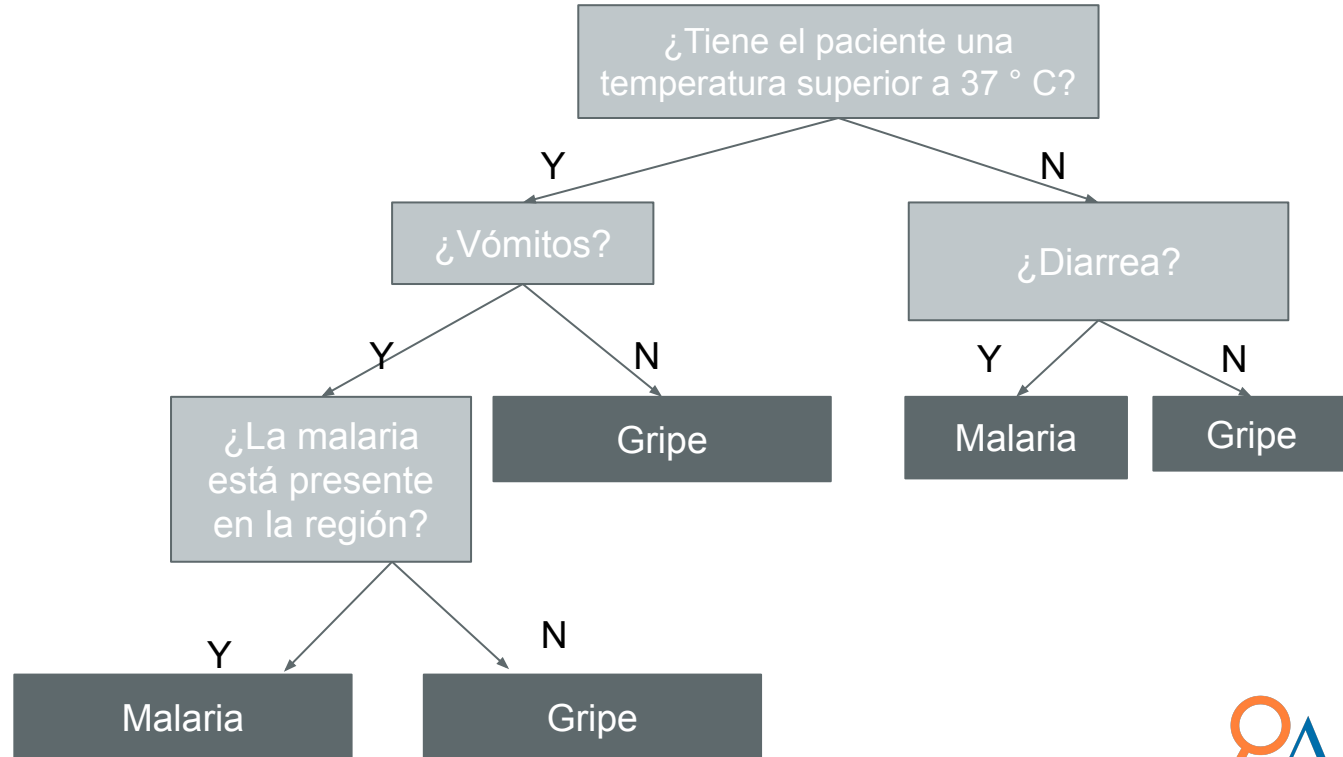 ¿Tiene el paciente una
temperatura superior a 37 ° C?
Y
N
¿Vómitos?
¿Diarrea?
Y
N
Y
N
¿La malaria
está presente
en la región?
Gripe
Malaria
Gripe
Y
N
Malaria
Gripe